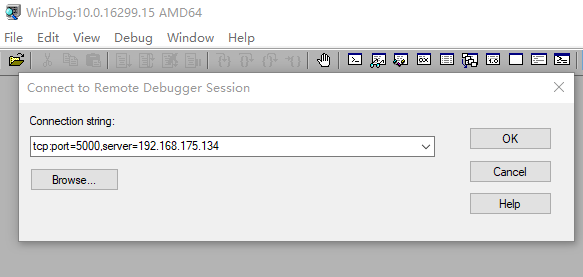 WinDbg:10.0.16299.15 AMD64
File Edit View Debug Window Help
Connect to Remote Debugger Session
Connection string:
tcp:port=5000,server=192.168.175.134
OK
Browse...
Cancel
Help